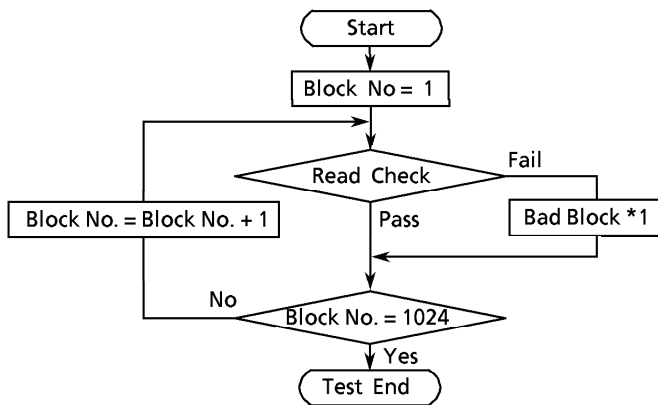 Start
Block No = 1
Read Check
Fail
Block No. = Block No. + 1
Pass
Bad Block *1
No
Block No. = 1024
Yes
Test End